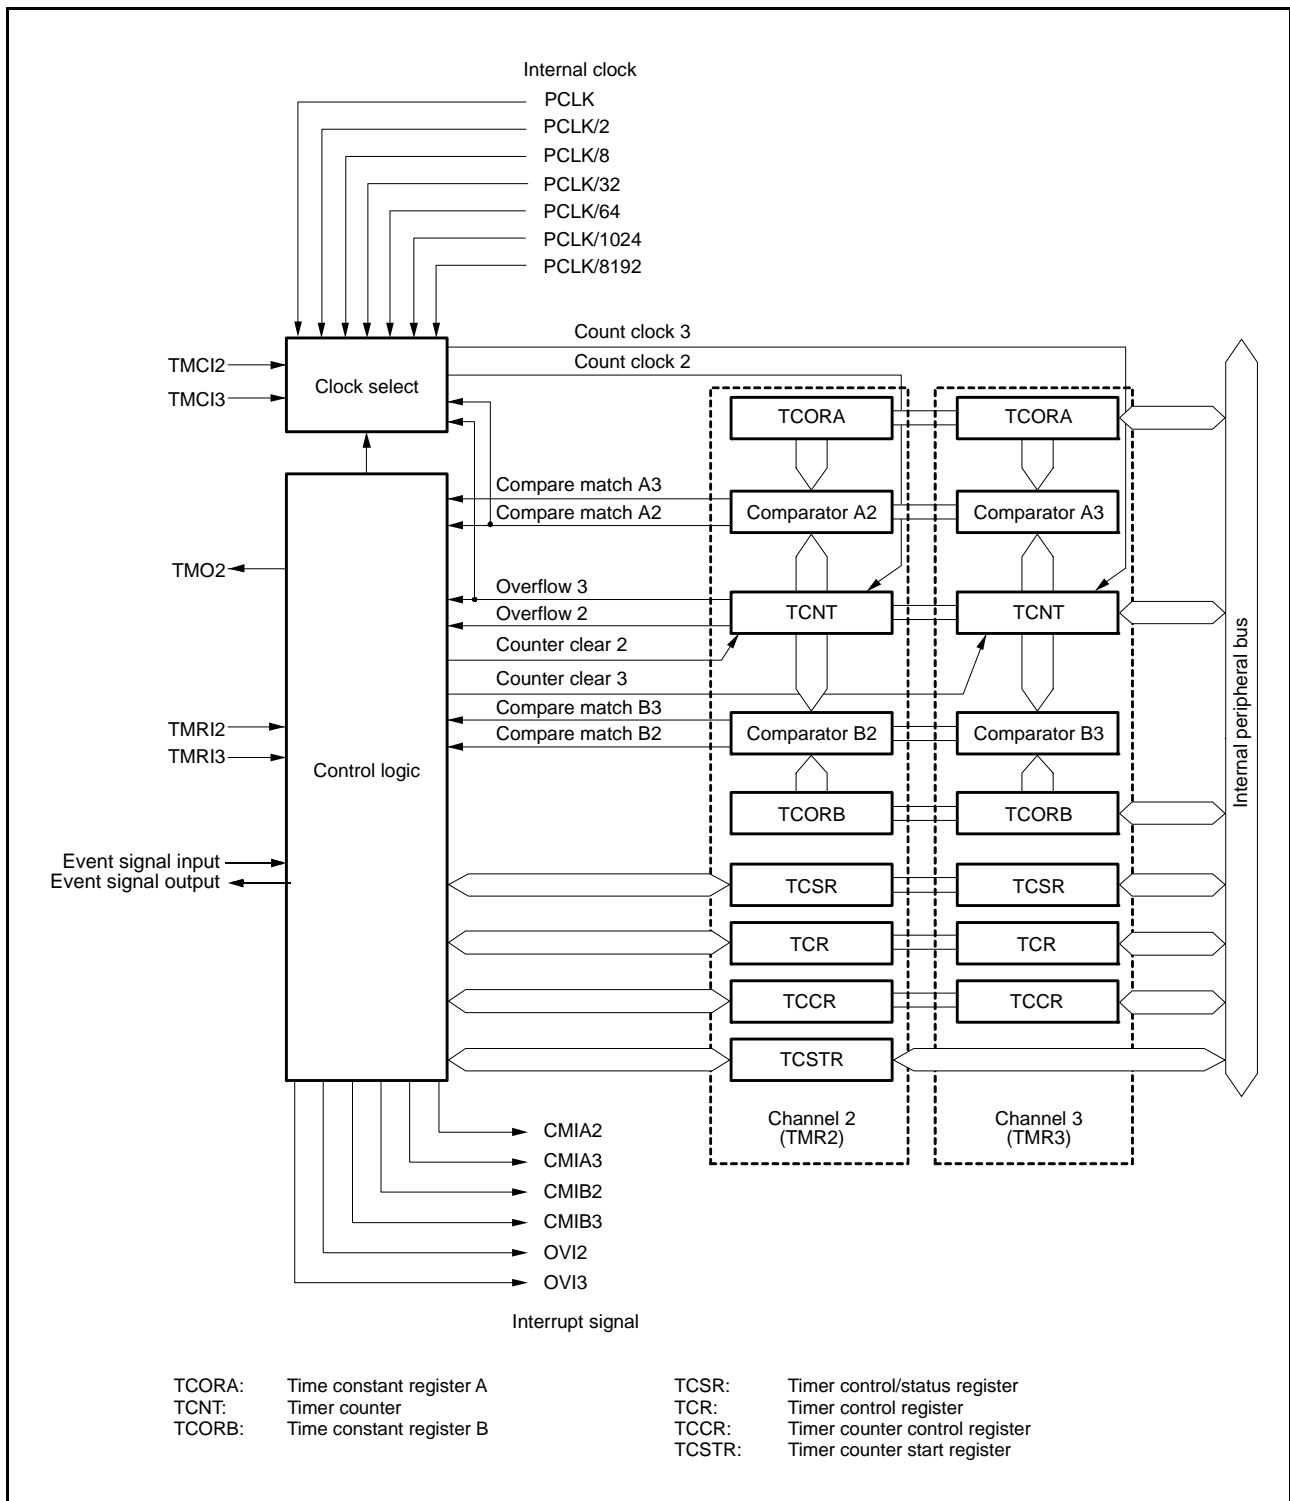 Internal clock
PCLK
PCLK/2
PCLK/8
PCLK/32
PCLK/64
PCLK/1024
PCLK/8192
Count clock 3
Count clock 2
TMCI2
TMCI3
Clock select
TCORA
TCORA
Compare match A3
Compare match A2
Comparator A2
Comparator A3
TMO2
Overflow 3
Overflow 2
TCNT
TCNT
Counter clear 2
Counter clear 3
Internal peripheral bus
TMRI2
TMRI3
Compare match B3
Compare match B2
Comparator B2
Comparator B3
Control logic
TCORB
TCORB
Event signal input
Event signal output
TCSR
TCSR
TCR
TCR
TCCR
TCCR
TCSTR
Channel 2
(TMR2)
Channel 3
(TMR3)
CMIA2
CMIA3
CMIB2
CMIB3
OVI2
OVI3
Interrupt signal
TCORA: Time constant register A
TCNT: Timer counter
TCORB: Time constant register B
TCSR: Timer control/status register
TCR: Timer control register
TCCR: Timer counter control register
TCSTR: Timer counter start register